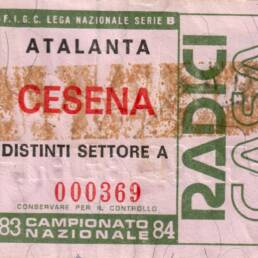 F.I.G.C. LEGA NAZIONALE SERIE B
ATALANTA
CESENA
DISTINTI SETTORE A
000369
CONSERVARE PER IL CONTROLLO
83 CAMPIONATO
NAZIONALE 84
RADICI
CASA